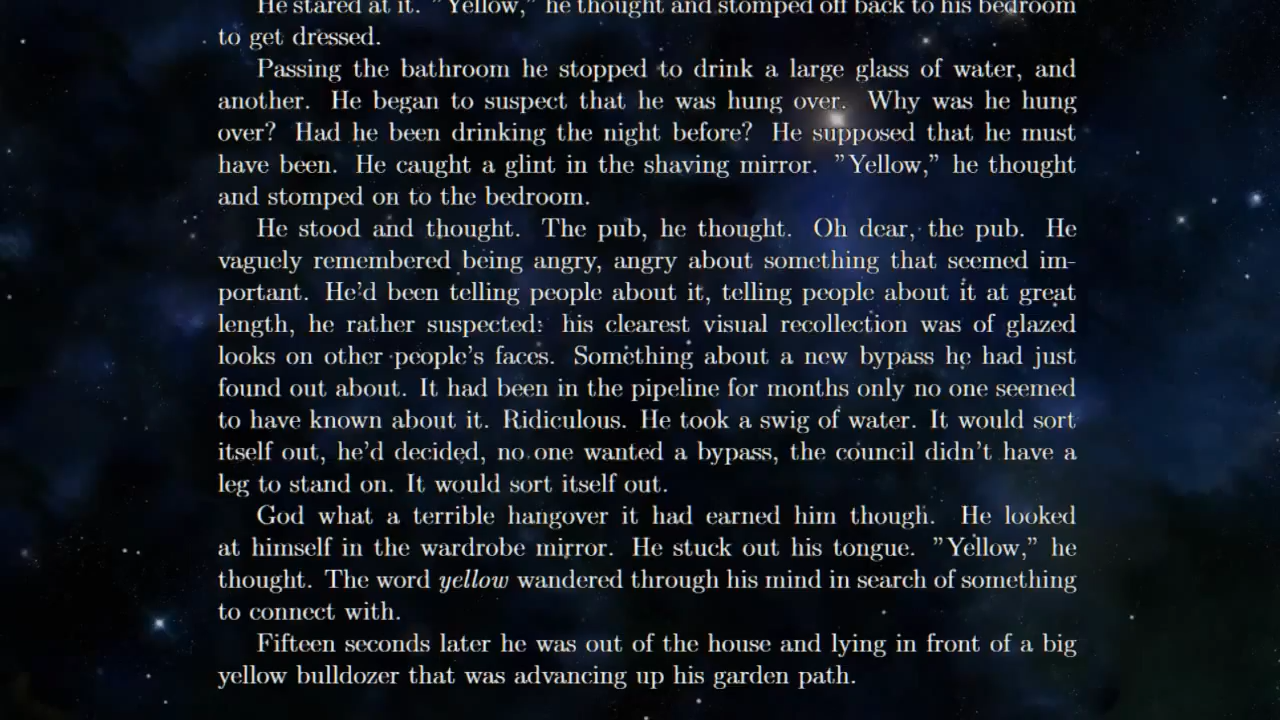 He stared at it. "Yellow," he thought and stomped off back to his bedroom
to get dressed.
Passing the bathroom he stopped to drink a large glass of water, and
another. He began to suspect that he was hung over. Why was he hung
over? Had he been drinking the night before? He supposed that he must
have been. He caught a glint in the shaving mirror. ”Yellow,” he thought
and stomped on to the bedroom.
He stood and thought. The pub, he thought. Oh dear, the pub. He
vaguely remembered being angry, angry about something that seemed im-
portant. He’d been telling people about it, telling people about it at great
length, he rather suspected: his clearest visual recollection was of glazed
looks on other people’s faces. Something about a new bypass he had just
found out about. It had been in the pipeline for months only no one seemed
to have known about it. Ridiculous. He took a swig of water. It would sort
itself out, he’d decided, no one wanted a bypass, the council didn’t have a
leg to stand on. It would sort itself out.
God what a terrible hangover it had earned him though. He looked
at himself in the wardrobe mirror. He stuck out his tongue. ”Yellow,” he
thought. The word yellow wandered through his mind in search of something
to connect with.
Fifteen seconds later he was out of the house and lying in front of a big
yellow bulldozer that was advancing up his garden path.